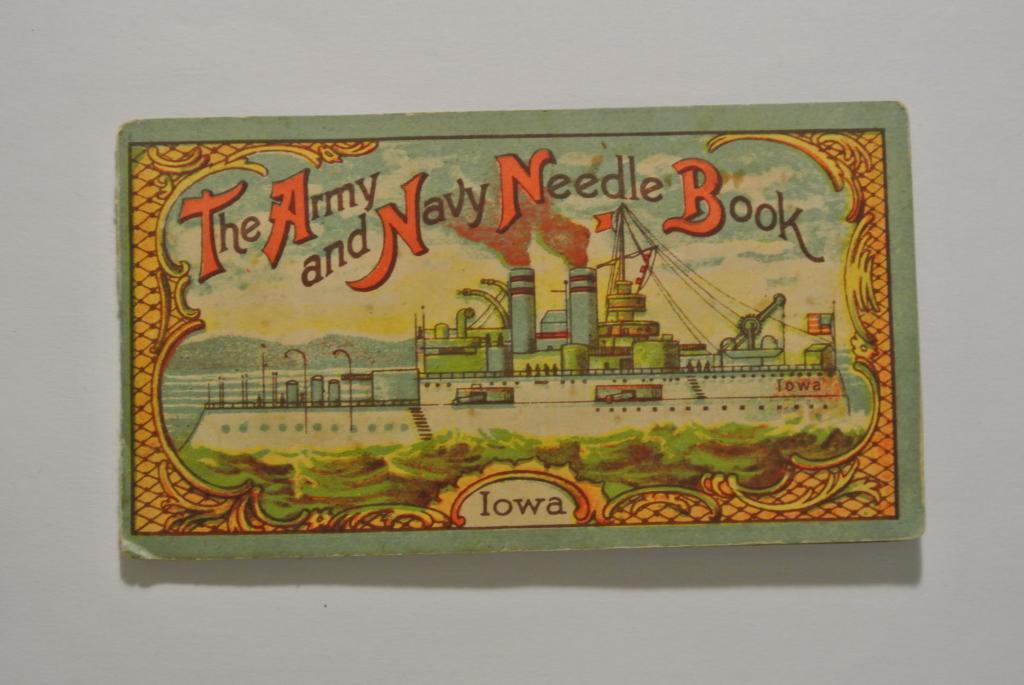 The Army
and Navy Needle Book
Iowa
Iowa